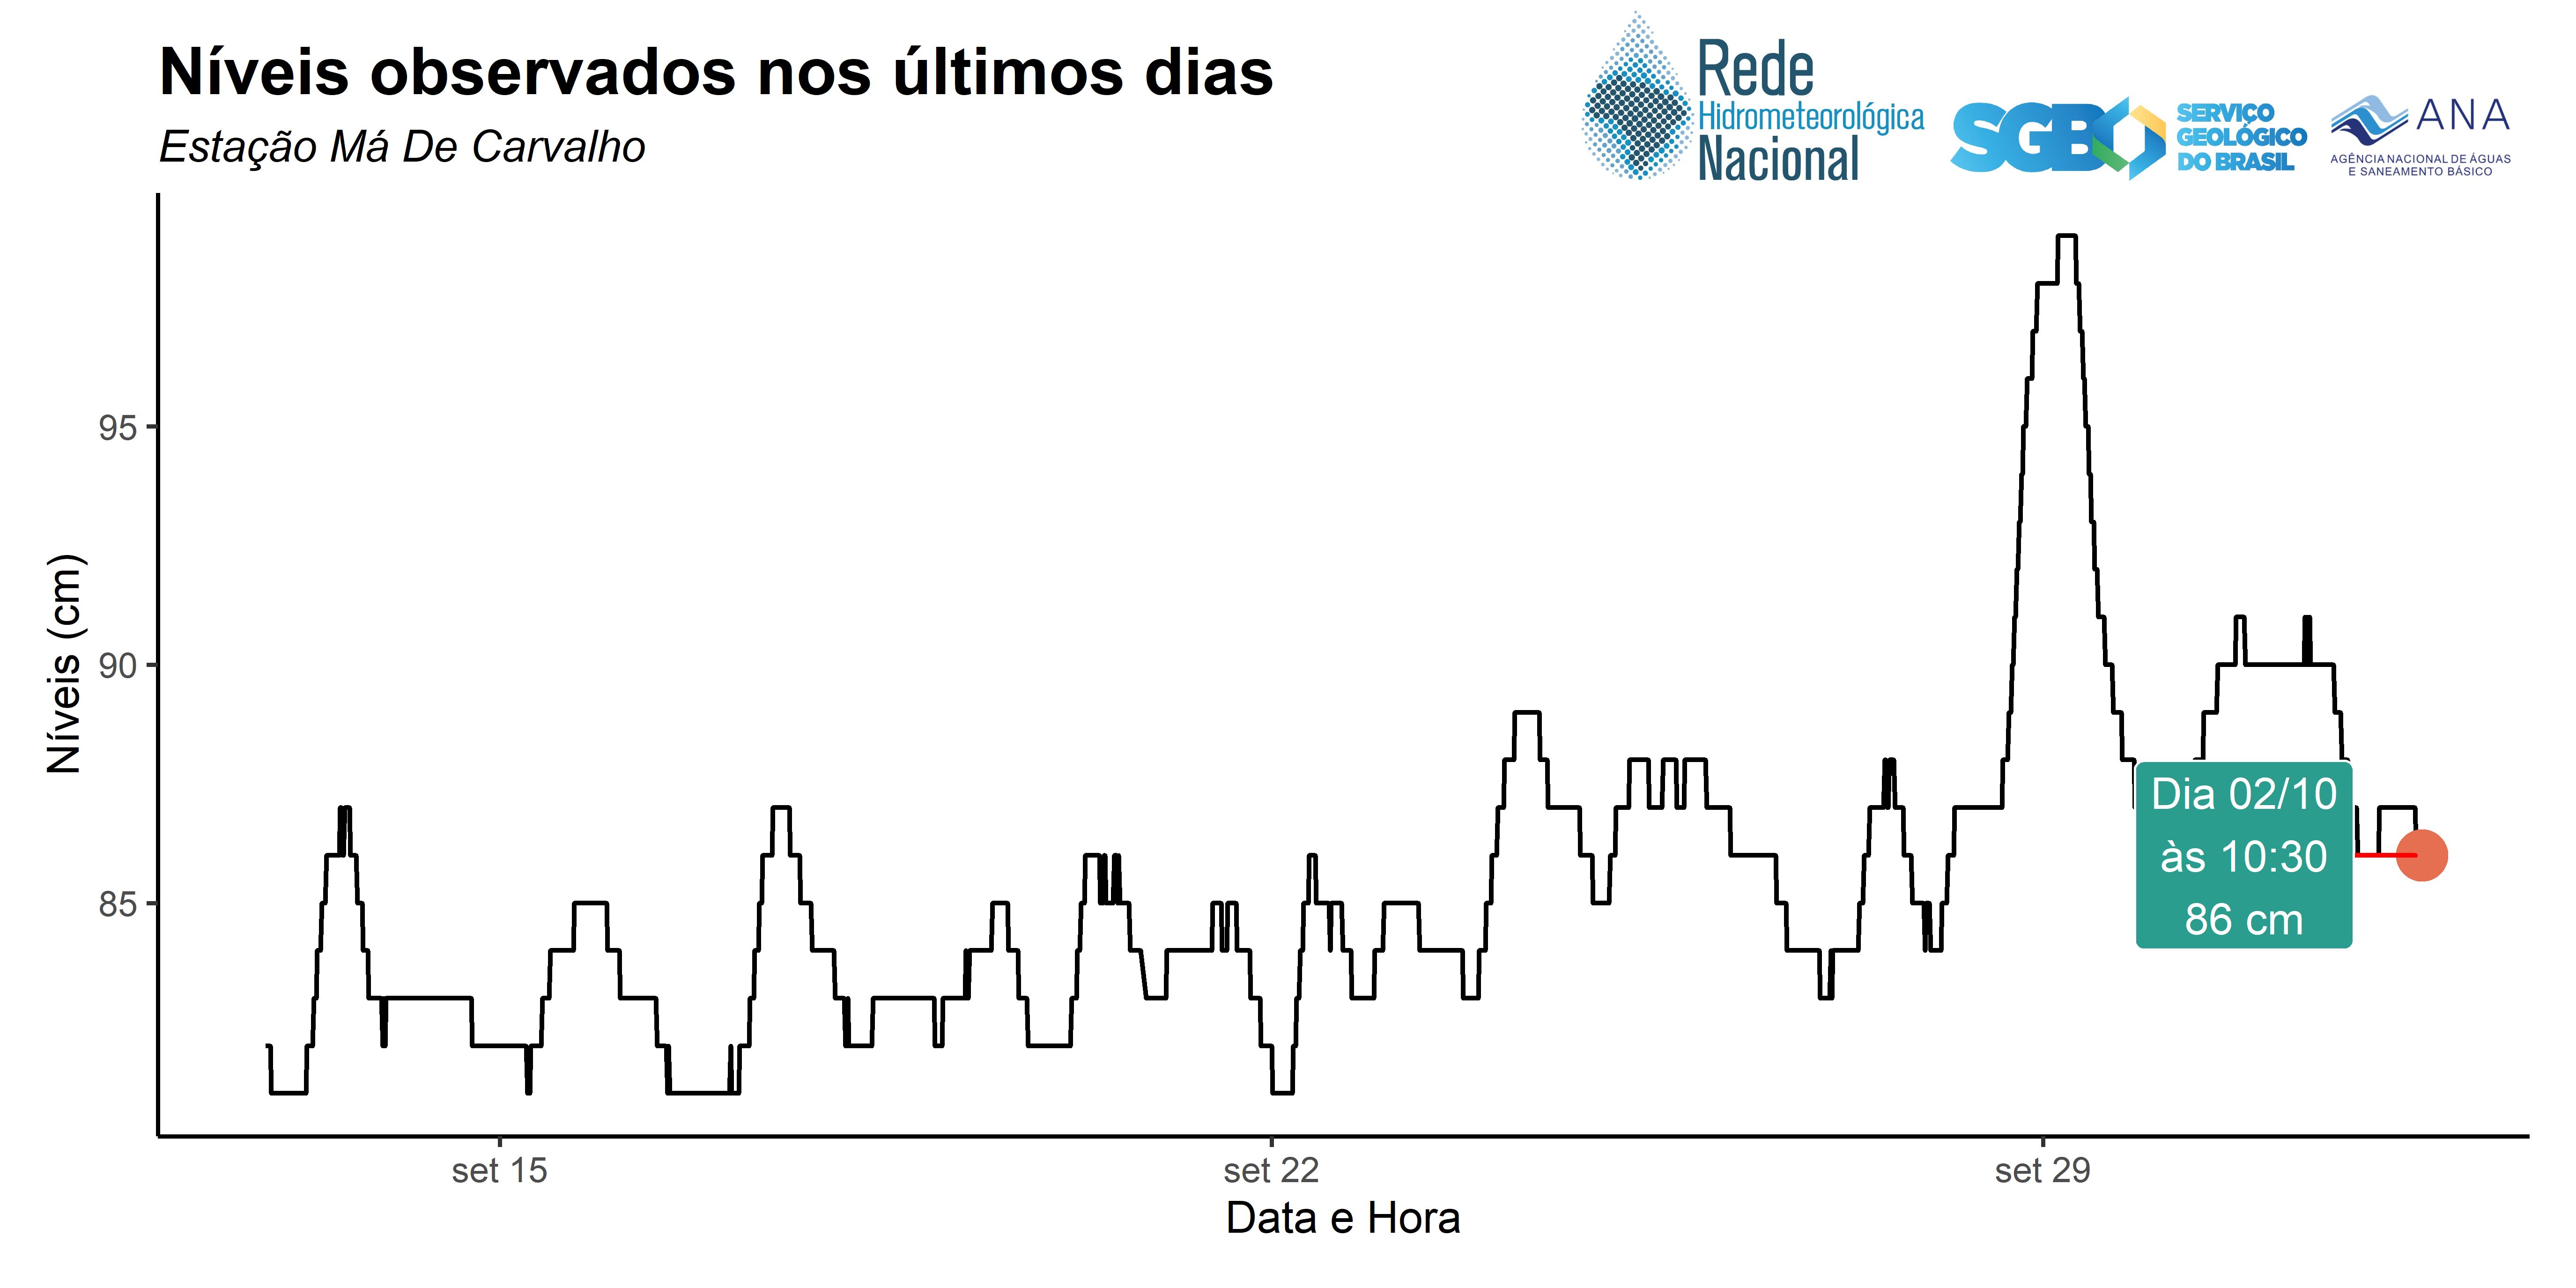 Níveis observados nos últimos dias
Estação Má De Carvalho
Rede
Hidrometeorológica
Nacional
SGB
SERVIÇO
GEOLÓGICO
DO BRASIL
ANA
AGÊNCIA NACIONAL DE ÁGUAS
E SANEAMENTO BÁSICO
Níveis (cm)
95
90
85
Dia 02/10
às 10:30
86 cm
set 15
set 22
set 29
Data e Hora